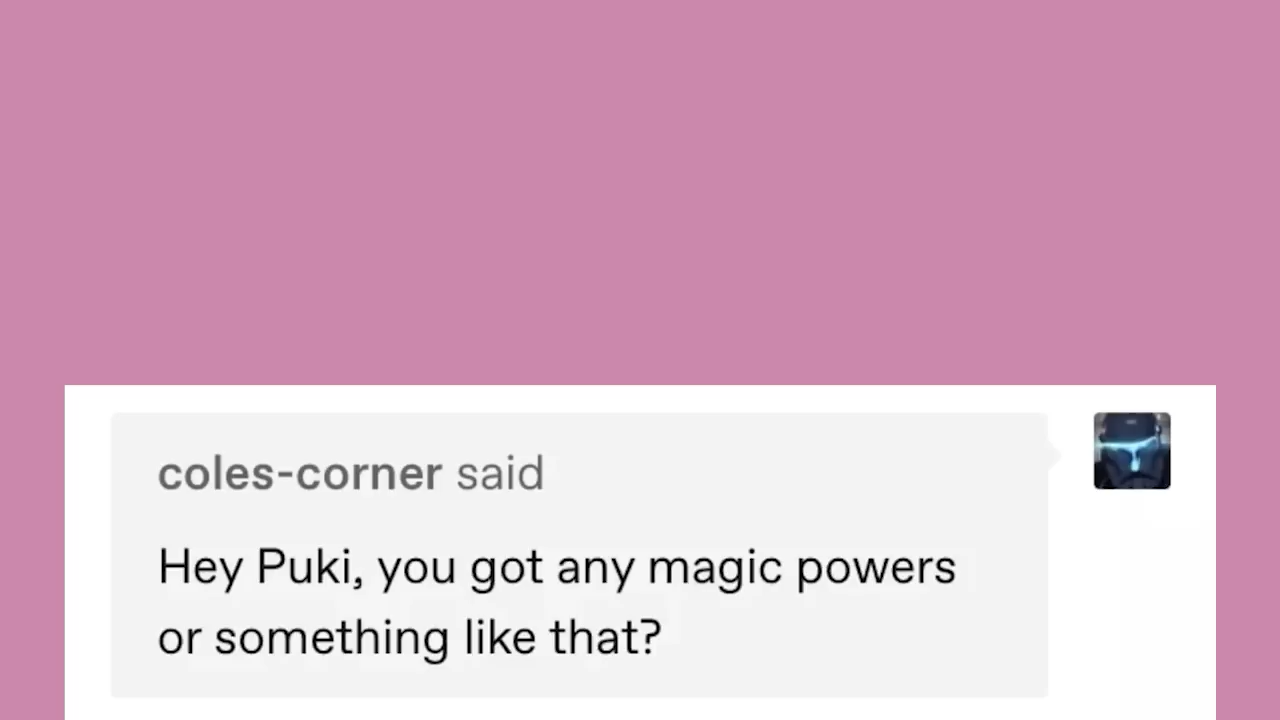 coles-corner said
Hey Puki, you got any magic powers
or something like that?